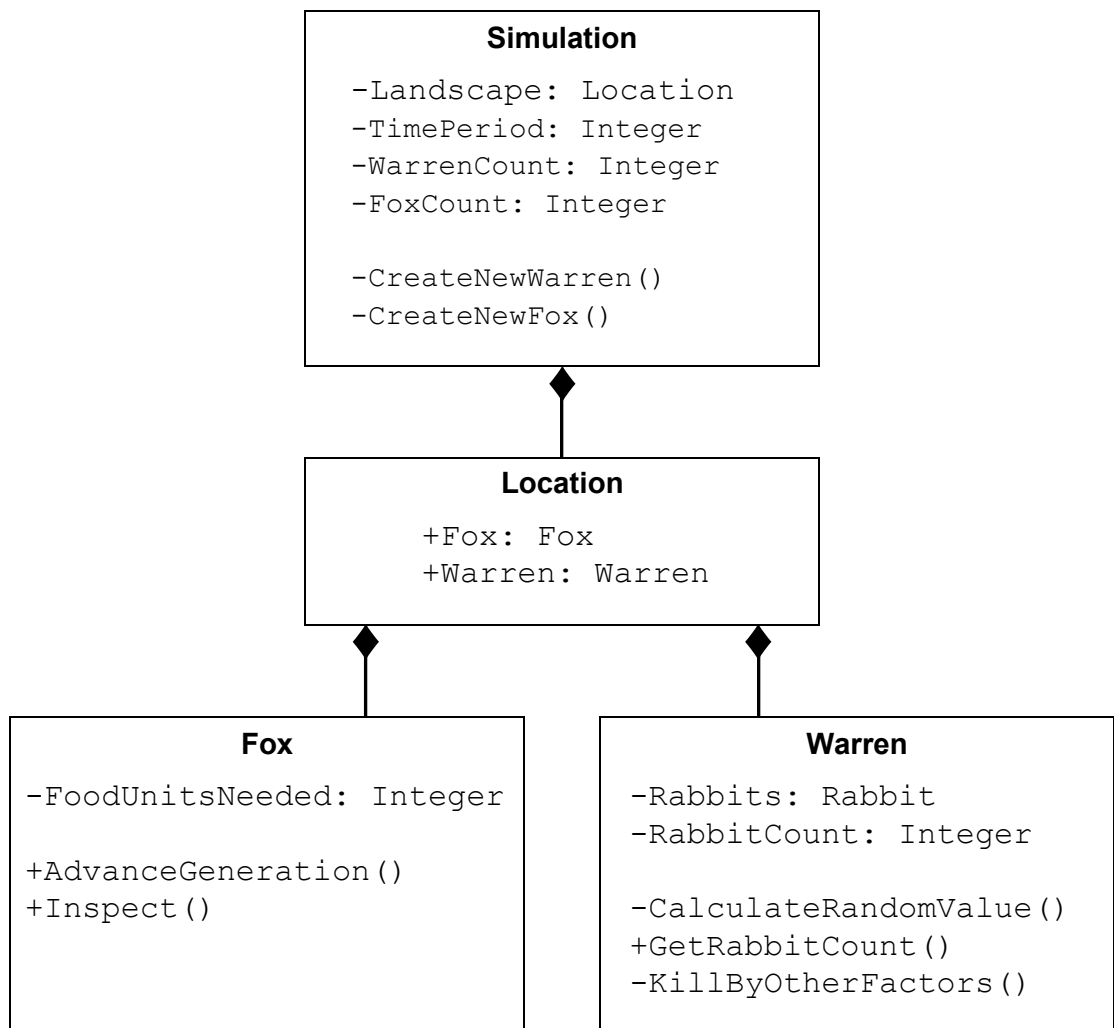 Simulation
-Landscape: Location
-TimePeriod: Integer
-WarrenCount: Integer
-FoxCount: Integer
-CreateNewWarren()
-CreateNewFox()
Location
+Fox: Fox
+Warren: Warren
Fox
-FoodUnitsNeeded: Integer
+AdvanceGeneration()
+Inspect()
Warren
-Rabbits: Rabbit
-RabbitCount: Integer
-CalculateRandomValue()
+GetRabbitCount()
-KillByOtherFactors()